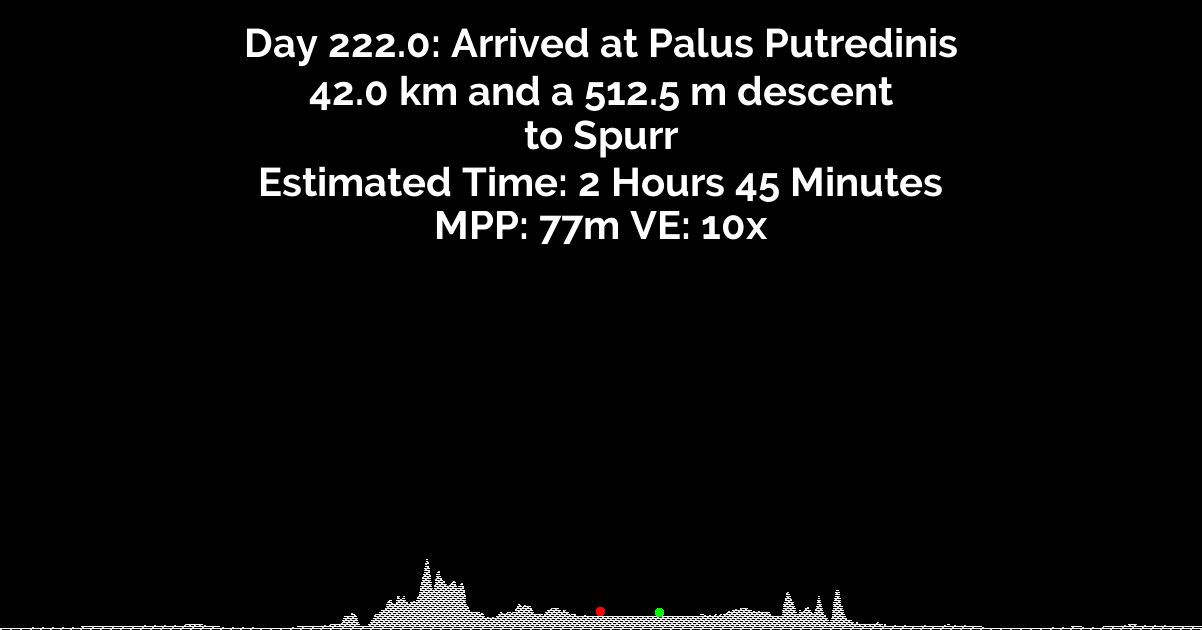 Day 222.0: Arrived at Palus Putredinis
42.0 km and a 512.5 m descent
to Spurr
Estimated Time: 2 Hours 45 Minutes
MPP: 77m VE: 10x